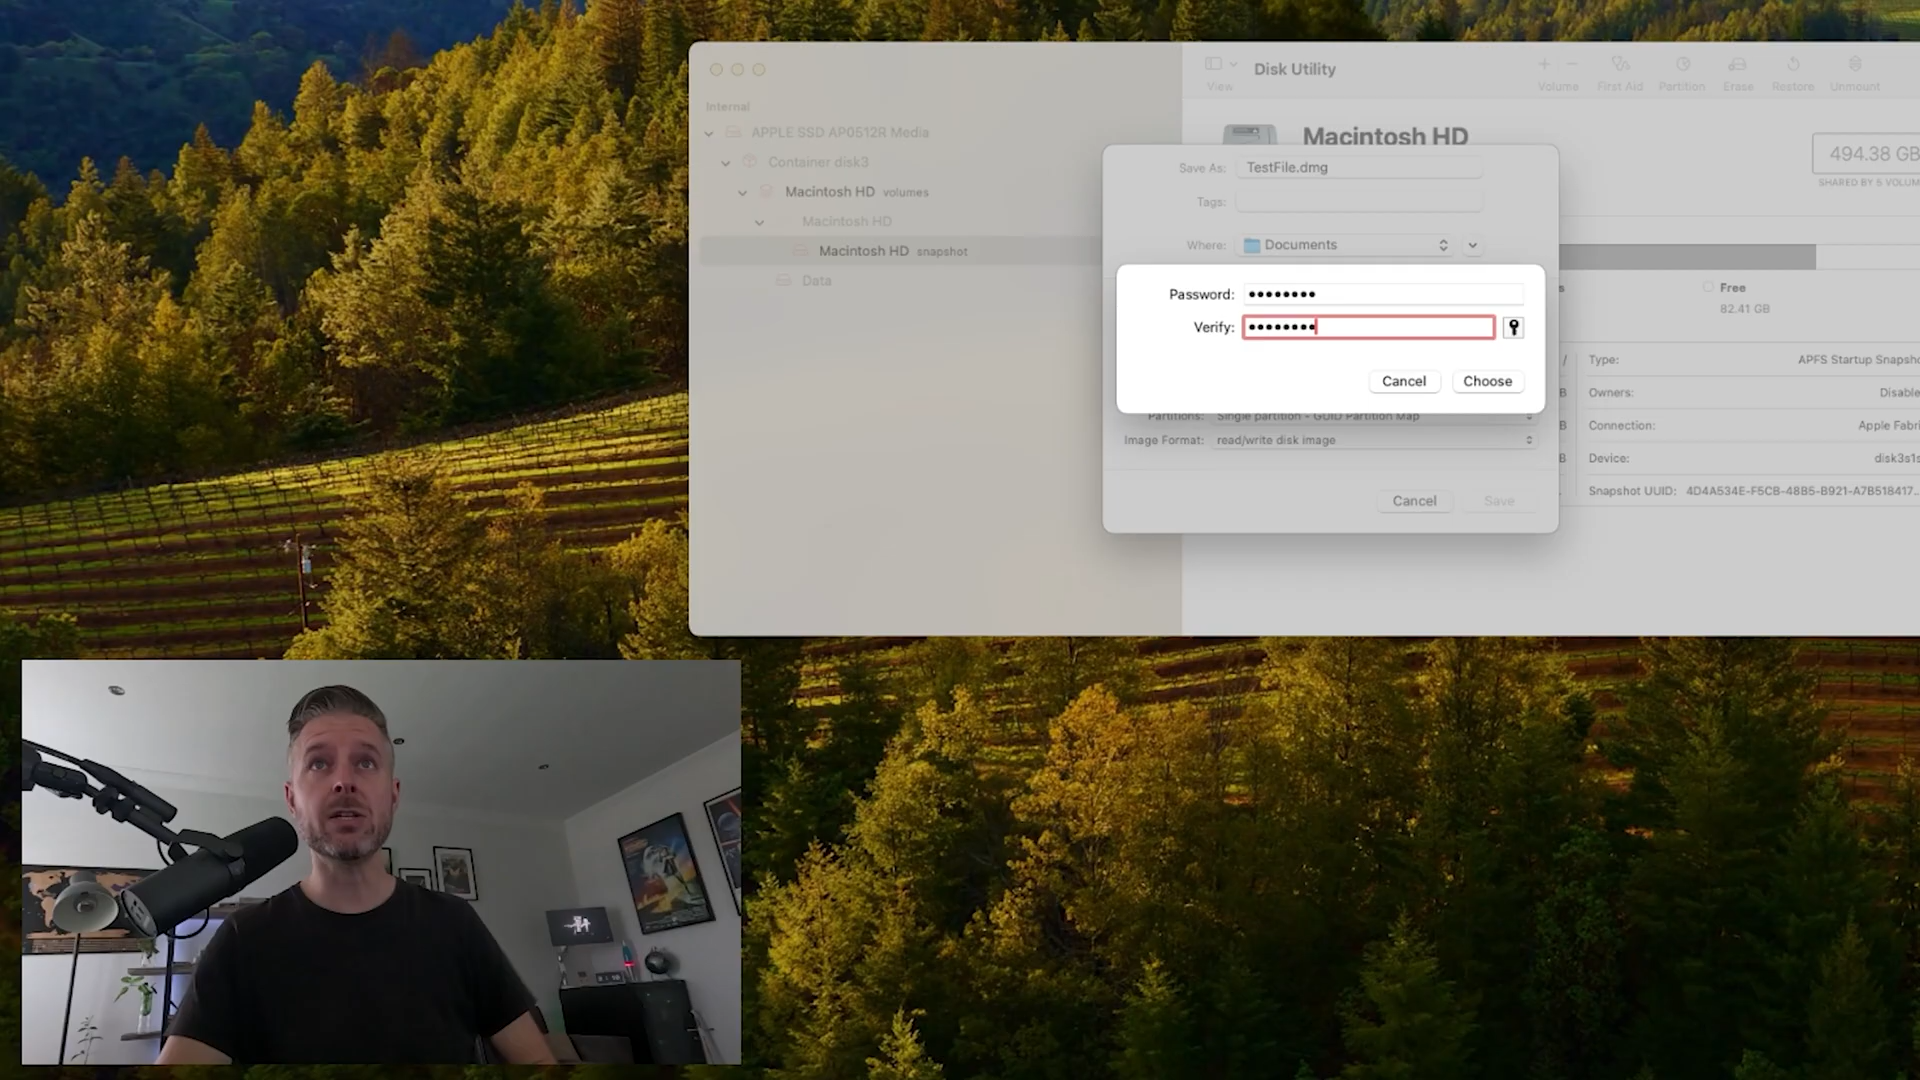 Disk Utility
View
Volume First Aid Partition Erase Restore Unmount
Internal
APPLE SSD AP0512R Media
Container disk3
Macintosh HD volumes
Macintosh HD
Macintosh HD snapshot
Data
Macintosh HD
494.38 GB
SHARED BY 5 VOLUM
Save As: TestFile.dmg
Tags:
Where: Documents
Password: ••••••••
Verify: ••••••••
Cancel Choose
Partitions: Single partition - GUID Partition Map
Image Format: read/write disk image
Cancel Save
s
Free
82.41 GB
/
Type: APFS Startup Snapsho
B
Owners: Disable
B
Connection: Apple Fabri
B
Device: disk3s1s
Snapshot UUID: 4D4A534E-F5CB-48B5-B921-A7B518417...